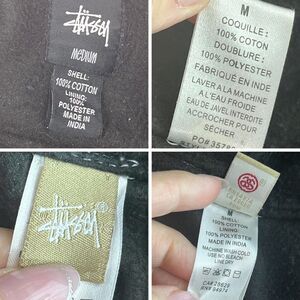 Stüssy
MEDIUM
SHELL:
100% COTTON
LINING:
100%
POLYESTER
MADE IN
INDIA
M
COQUILLE:
100% COTON
DOUBLURE:
100% POLYESTER
FABRIQUÉ EN INDE
LAVER A LA MACHINE
A L'EAU FROIDE
EAU DE JAVEL INTERDITE
ACCROCHER POUR
SÉCHER
Stüssy
M
SHELL:
100% COTTON
LINING:
100% POLYESTER
MADE IN INDIA
MACHINE WASH COLD
USE NO BLEACH
LINE DRY